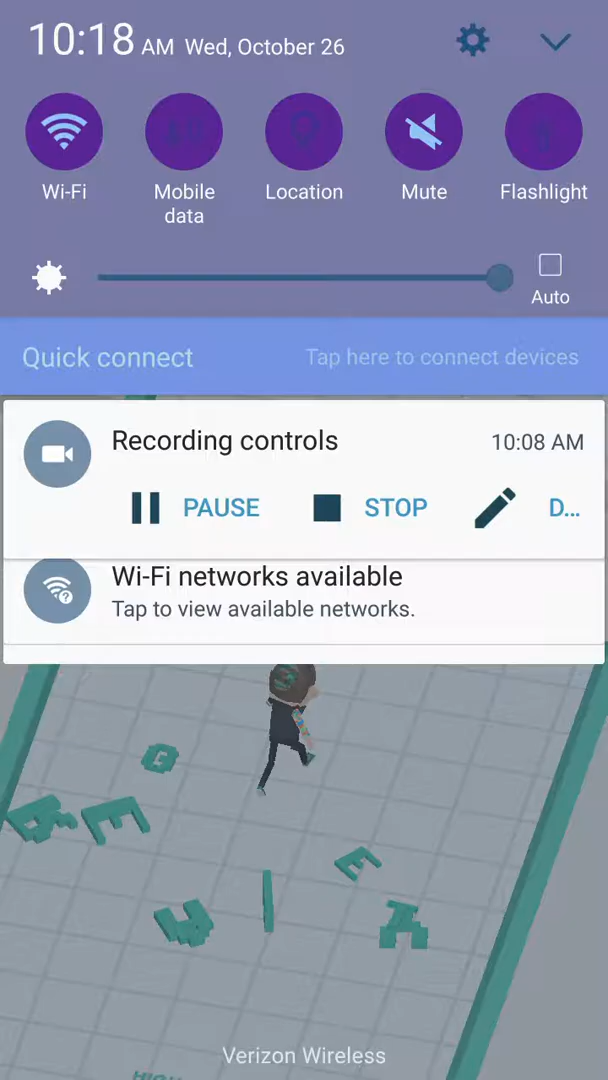 10:18 AM Wed, October 26
Wi-Fi
Mobile data
Location
Mute
Flashlight
Auto
Quick connect
Tap here to connect devices
Recording controls
10:08 AM
PAUSE
STOP
D...
Wi-Fi networks available
Tap to view available networks.
E
E
Verizon Wireless